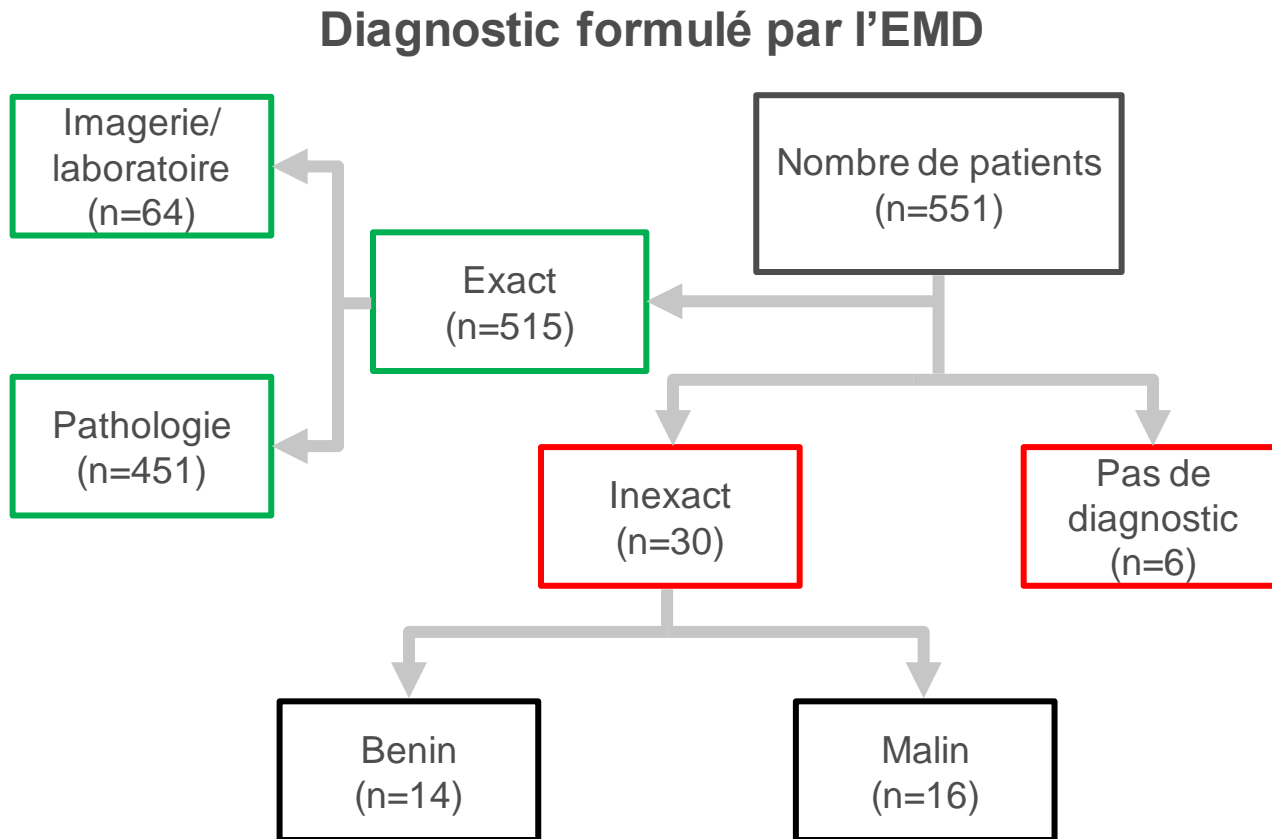 Diagnostic formulé par l’EMD
Imagerie/
laboratoire
(n=64)
Nombre de patients
(n=551)
Exact
(n=515)
Pathologie
(n=451)
Inexact
(n=30)
Pas de
diagnostic
(n=6)
Benin
(n=14)
Malin
(n=16)